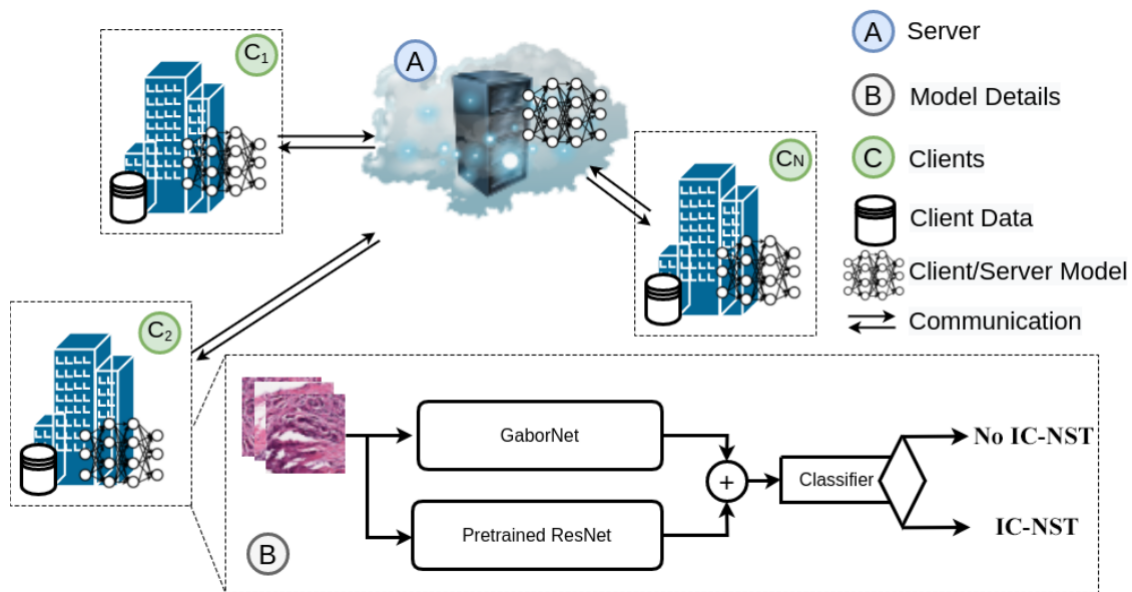 C1
A
A Server
B Model Details
CN
C Clients
Client Data
Client/Server Model
C2
Communication
GaborNet
No IC-NST
+
Classifier
Pretrained ResNet
IC-NST
B